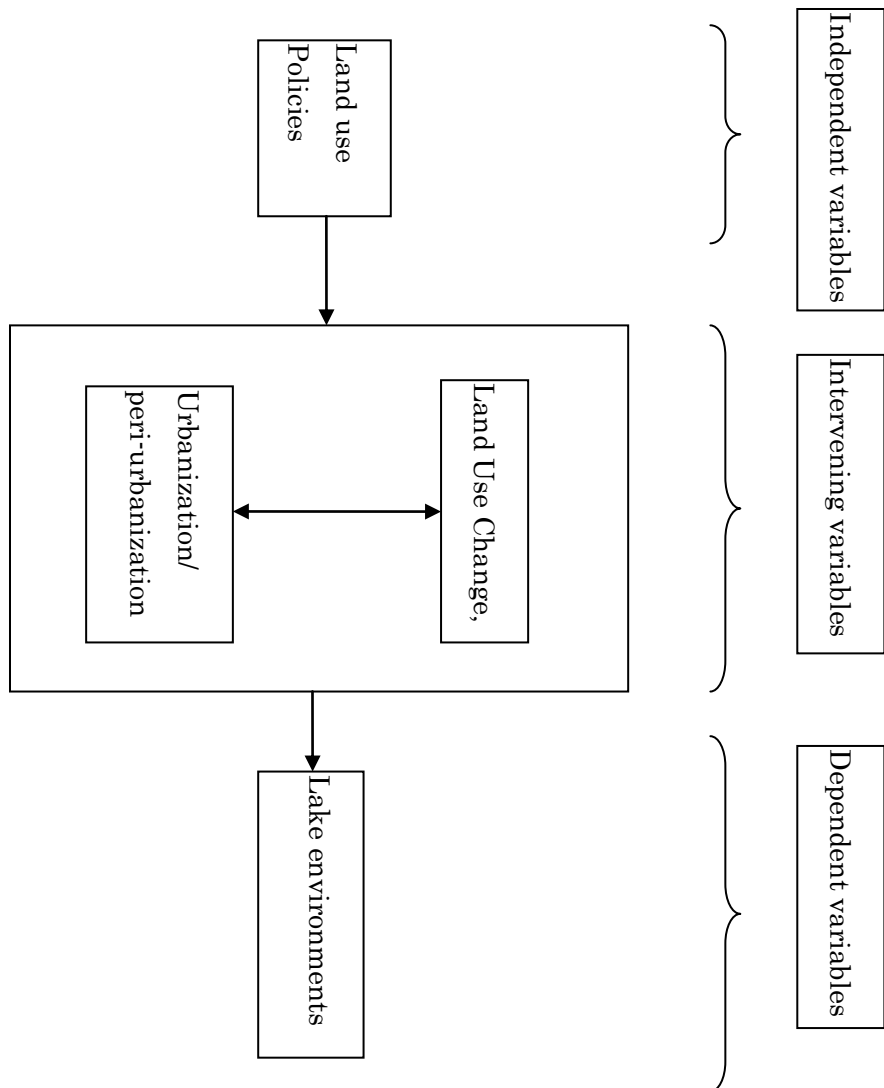 Independent variables
Intervening variables
Dependent variables
Land use
Policies
Land Use Change,
Urbanization/
peri-urbanization
Lake environments